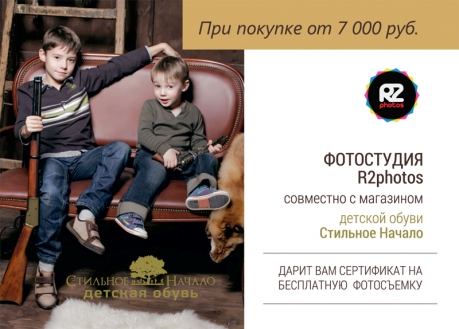 При покупке от 7 000 руб.
R2
photos
ФОТОСТУДИЯ
R2photos
совместно с магазином
детской обуви
Стильное Начало
ДАРИТ ВАМ СЕРТИФИКАТ НА
БЕСПЛАТНУЮ ФОТОСЪЕМКУ
Стильное Начало
детская обувь